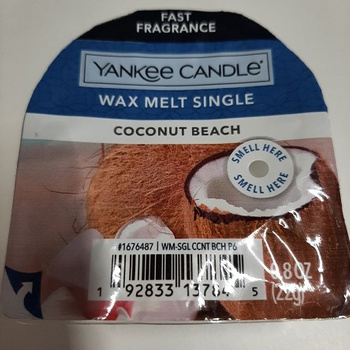 FAST
FRAGRANCE
YANKEE CANDLE®
WAX MELT SINGLE
COCONUT BEACH
SMELL HERE
SMELL HERE
#1676487 | WM-SGL CCNT BCH P6
1 92833 13784 5
0.8 OZ
(22g)